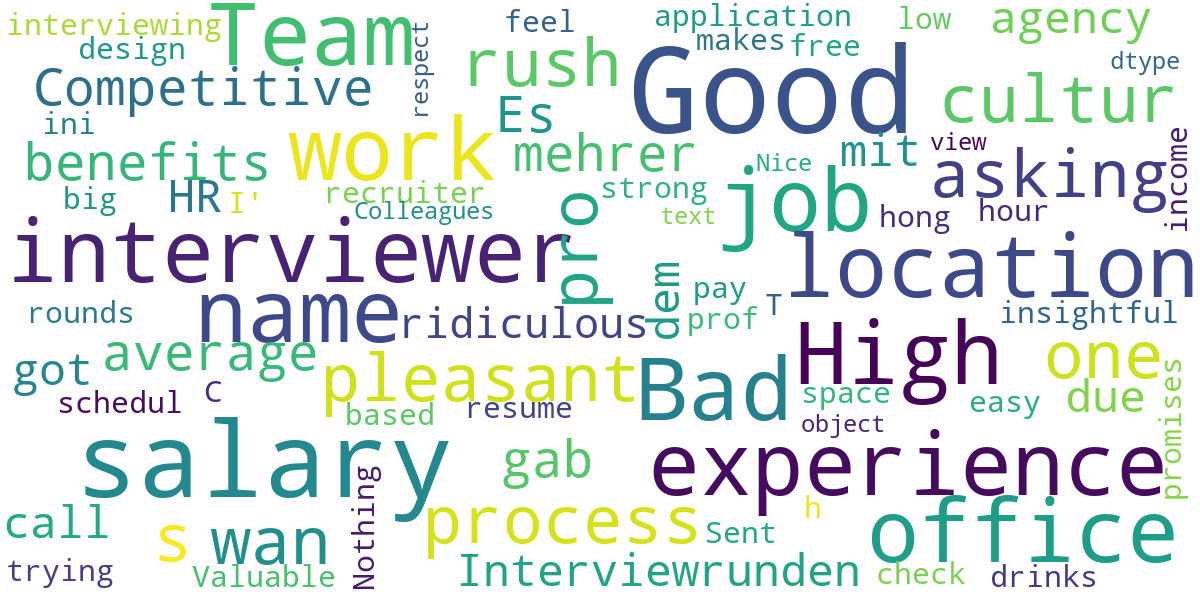 interviewing
Team
feel
application
low
agency
design
respect
rush
makes
free
Good
dtype
Competitive
Es
cultur
ini
work
benefits
mehrer
mit
view
income
Nice
asking
big
HR
I'
recruiter
strong
job
Colleagues
text
hong
hour
interviewer
pro
location
dem
pay
T
rounds
name
ridiculous
prof
insightful
High
average
one
got
pleasant
Bad
schedul
C
based
resume
space
easy
due
promises
object
salary
gab
experience
Nothing
call
s
wan
process
Sent
h
office
trying
Valuable
Interviewrunden
check
drinks